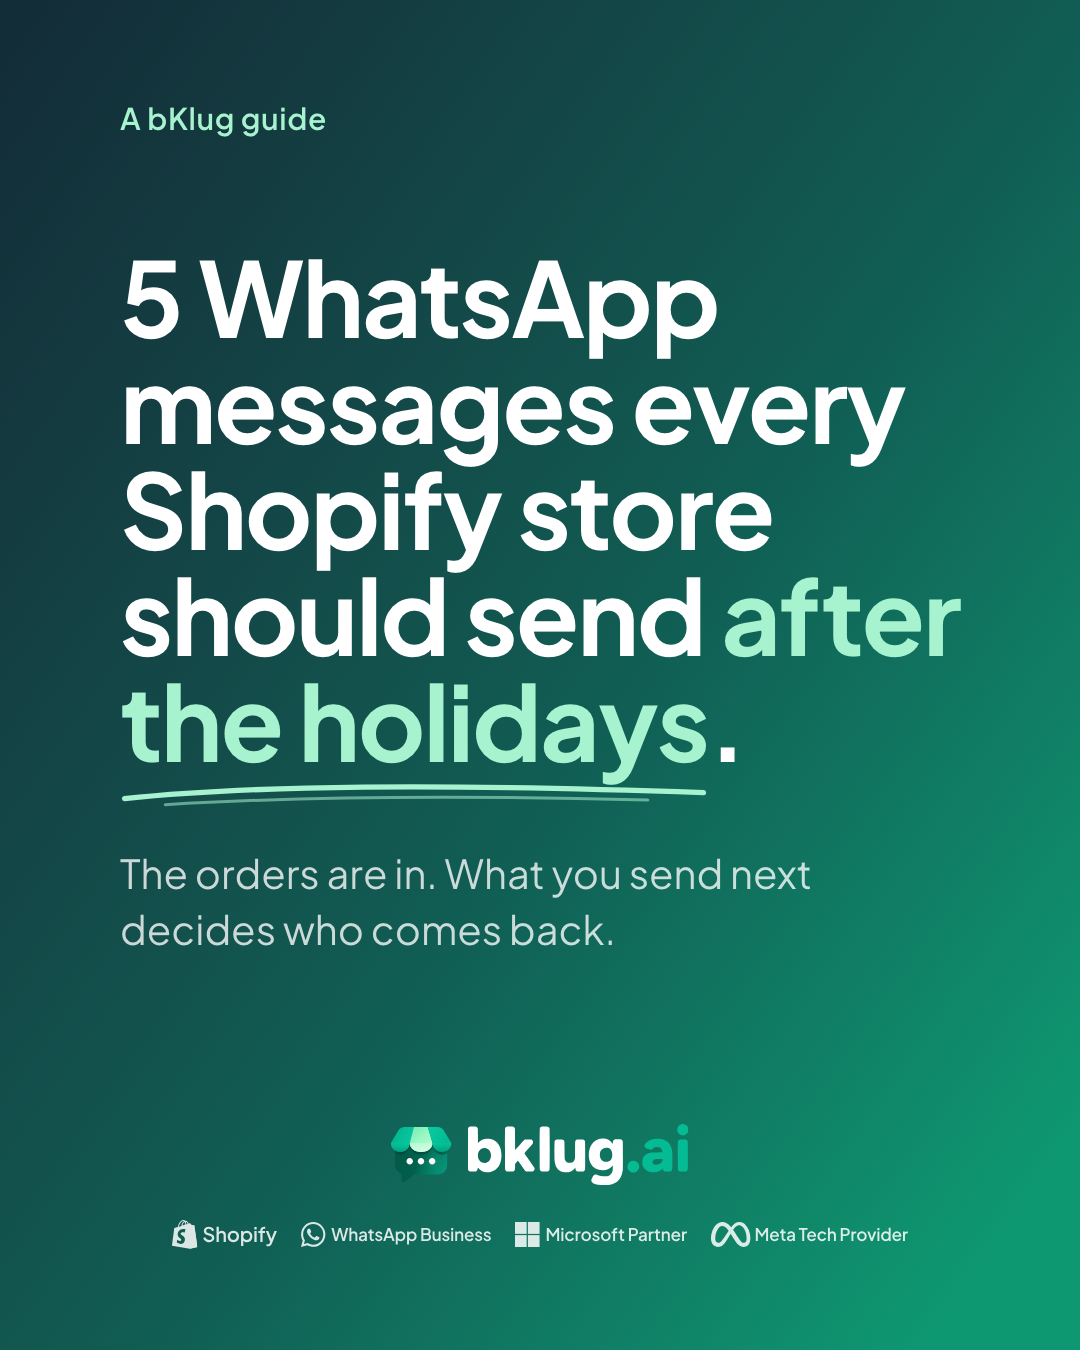 A bKlug guide
5 WhatsApp
messages every
Shopify store
should send after
the holidays.
The orders are in. What you send next
decides who comes back.
bklug.ai
Shopify WhatsApp Business Microsoft Partner Meta Tech Provider